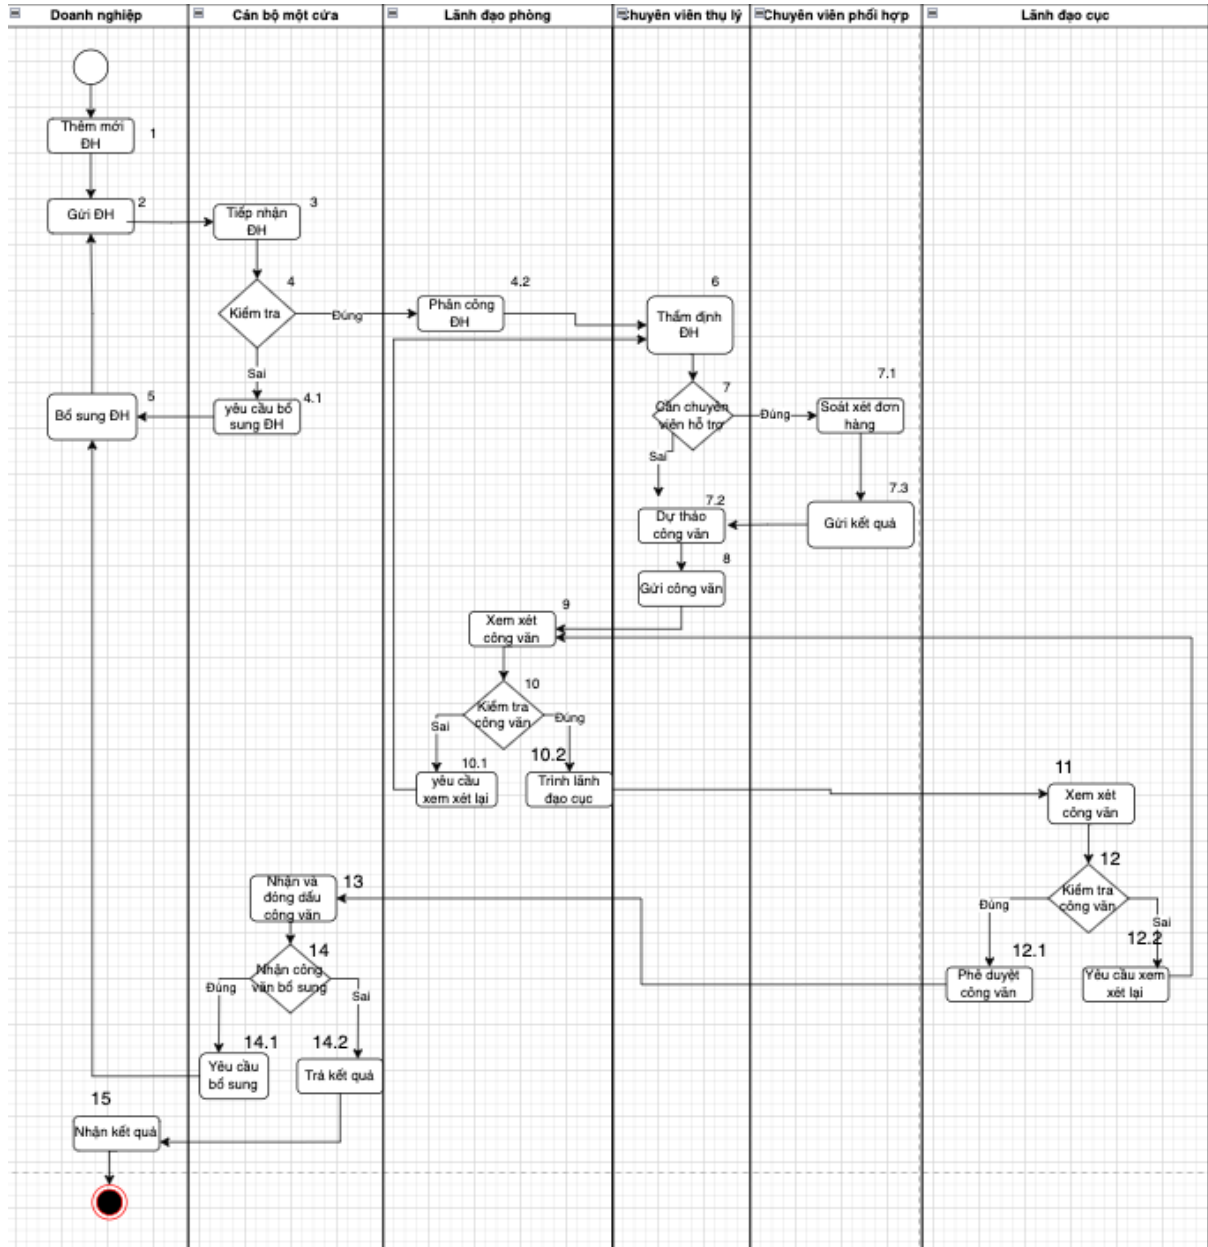 Doanh nghiệp
Cán bộ một cửa
Lãnh đạo phòng
Chuyên viên thụ lý
Chuyên viên phối hợp
Lãnh đạo cục
Thêm mới
ĐH
1
Gửi ĐH
2
Tiếp nhận
ĐH
3
Kiểm tra
4
Đúng
Sai
Phân công
ĐH
4.2
Thẩm định
ĐH
6
yêu cầu bổ
sung ĐH
4.1
Bổ sung ĐH
5
Cần chuyên
viên hỗ trợ
7
Đúng
Sai
Soát xét đơn
hàng
7.1
Gửi kết quả
7.3
Dự thảo
công văn
7.2
Gửi công văn
8
Xem xét
công văn
9
Kiểm tra
công văn
10
Sai
Đúng
yêu cầu
xem xét lại
10.1
Trình lãnh
đạo cục
10.2
Xem xét
công văn
11
Kiểm tra
công văn
12
Đúng
Sai
Phê duyệt
công văn
12.1
Yêu cầu xem
xét lại
12.2
Nhận và
đóng dấu
công văn
13
Nhận công
văn bổ sung
14
Đúng
Sai
Yêu cầu
bổ sung
14.1
Trả kết quả
14.2
Nhận kết quả
15